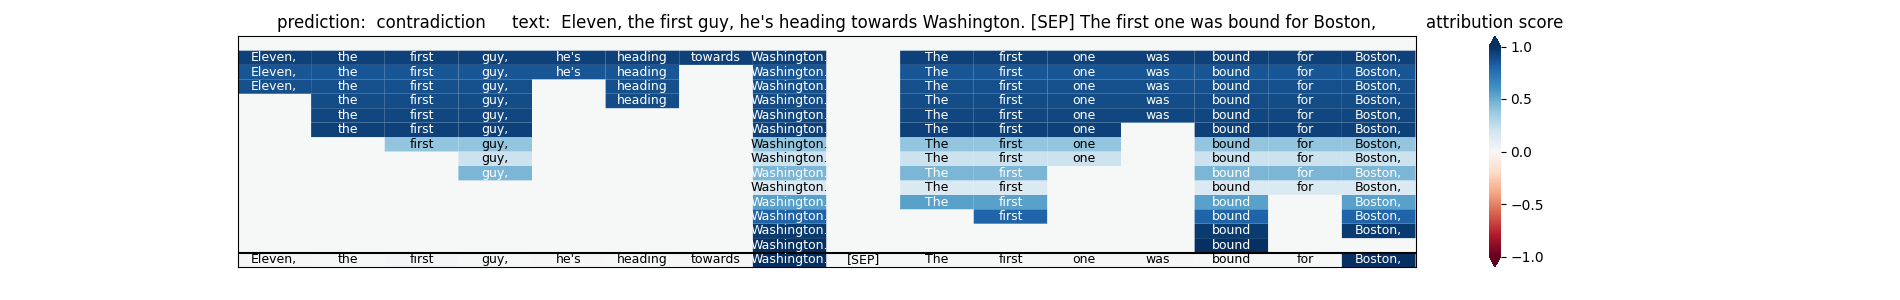 prediction:  contradiction     text:  Eleven, the first guy, he's heading towards Washington. [SEP] The first one was bound for Boston,
attribution score
Eleven, the first guy, he's heading towards Washington. The first one was bound for Boston,
Eleven, the first guy, he's heading Washington. The first one was bound for Boston,
Eleven, the first guy, heading Washington. The first one was bound for Boston,
the first guy, heading Washington. The first one was bound for Boston,
the first guy, Washington. The first one was bound for Boston,
the first guy, Washington. The first one bound for Boston,
first guy, Washington. The first one bound for Boston,
guy, Washington. The first one bound for Boston,
guy, Washington. The first bound for Boston,
Washington. The first bound for Boston,
Washington. The first bound Boston,
Washington. first bound Boston,
Washington. bound Boston,
Washington. bound
Eleven, the first guy, he's heading towards Washington. [SEP] The first one was bound for Boston,
1.0
0.5
0.0
−0.5
−1.0